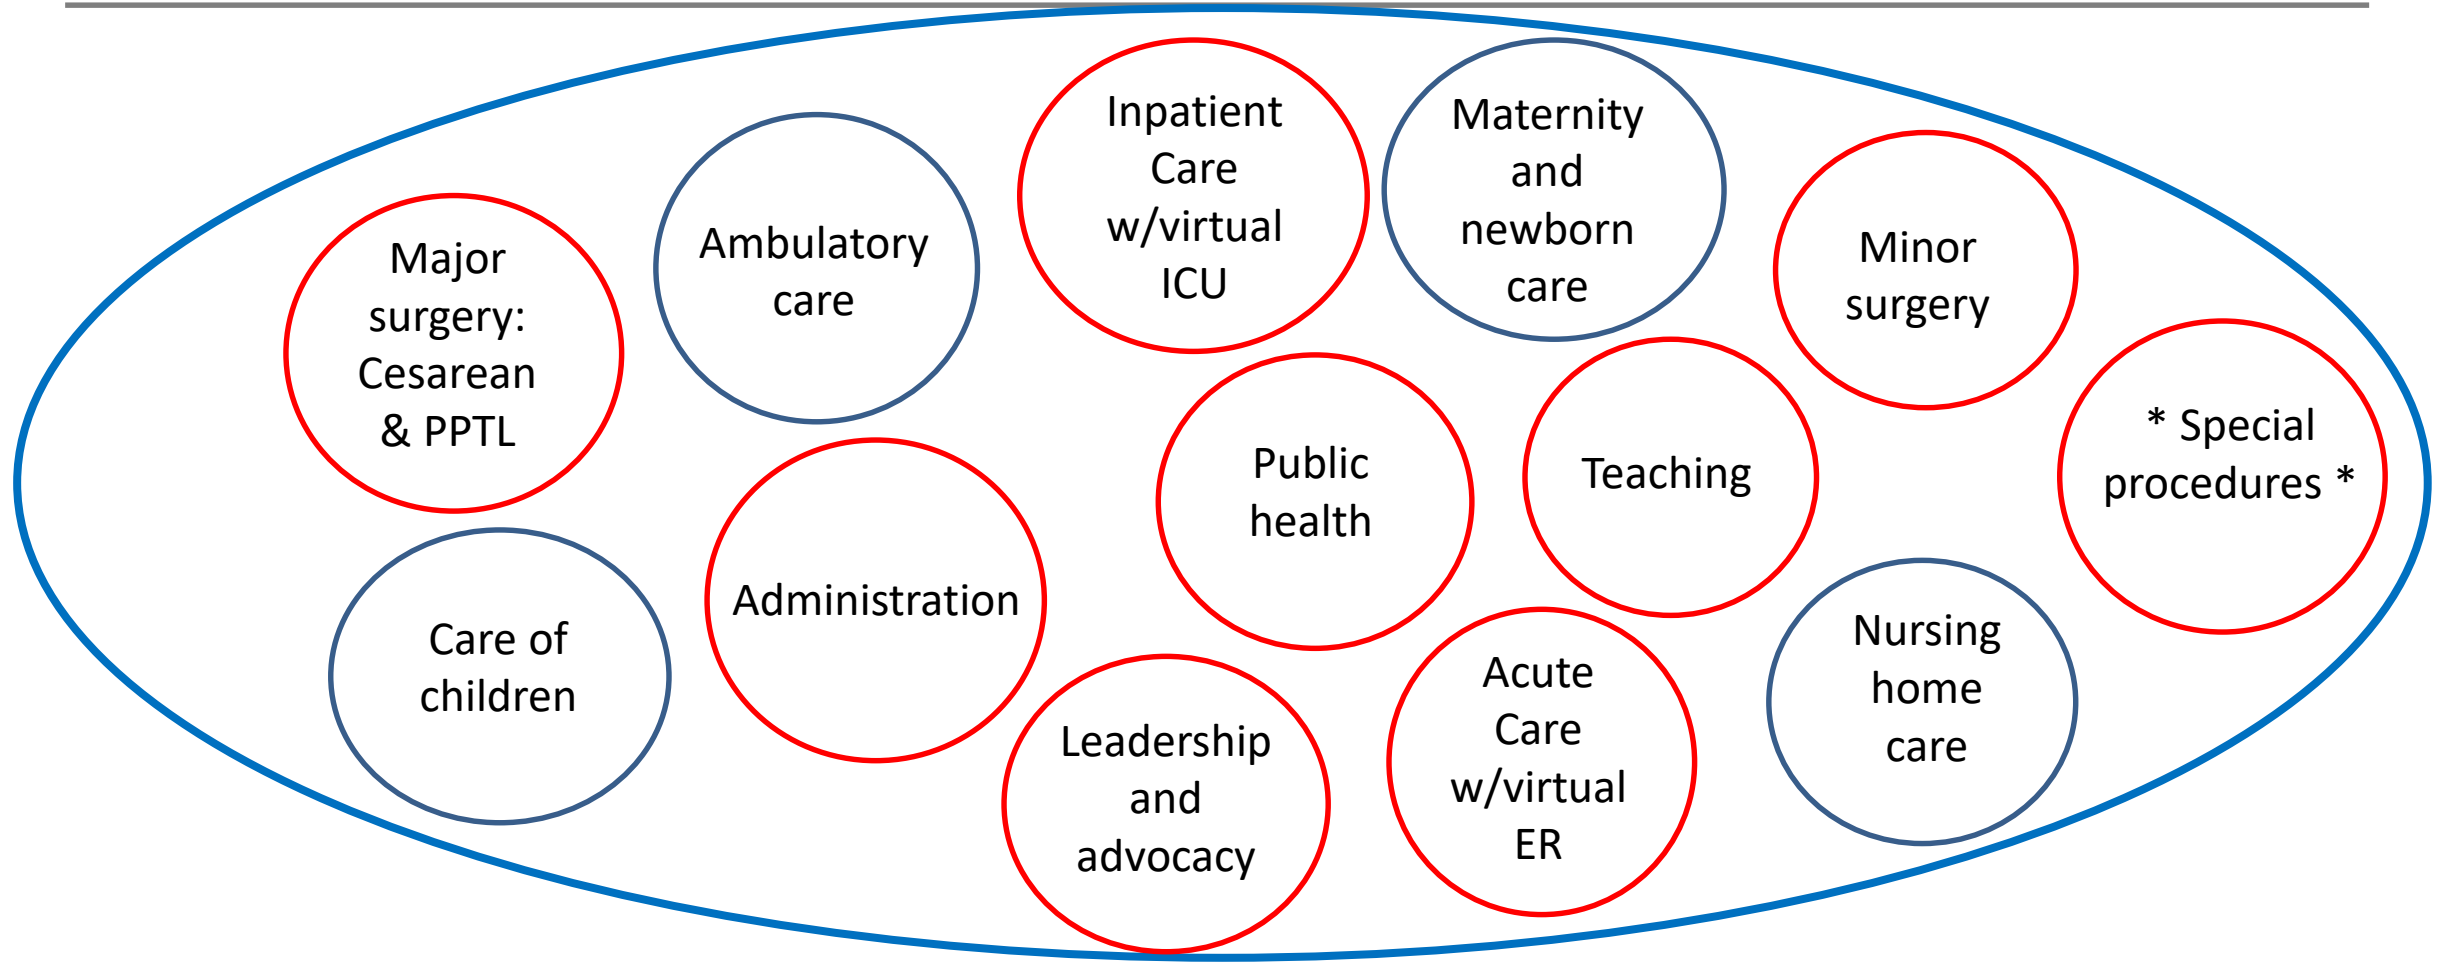 Major
surgery:
Cesarean
& PPTL
Ambulatory
care
Inpatient
Care
w/virtual
ICU
Maternity
and
newborn
care
Minor
surgery
* Special
procedures *
Care of
children
Administration
Public
health
Teaching
Leadership
and
advocacy
Acute
Care
w/virtual
ER
Nursing
home
care